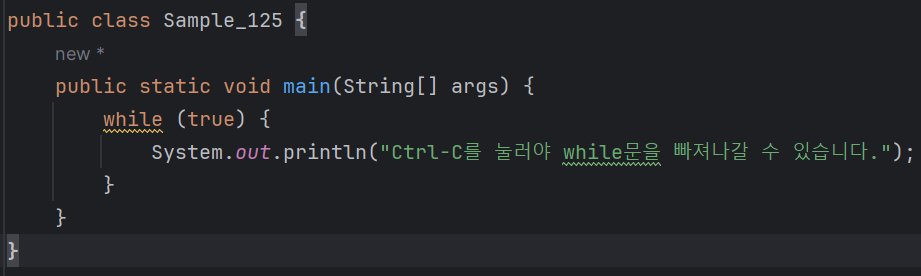 public class Sample_125 {
new *
public static void main(String[] args) {
while (true) {
System.out.println("Ctrl-C를 눌러야 while문을 빠져나갈 수 있습니다.");
}
}
}